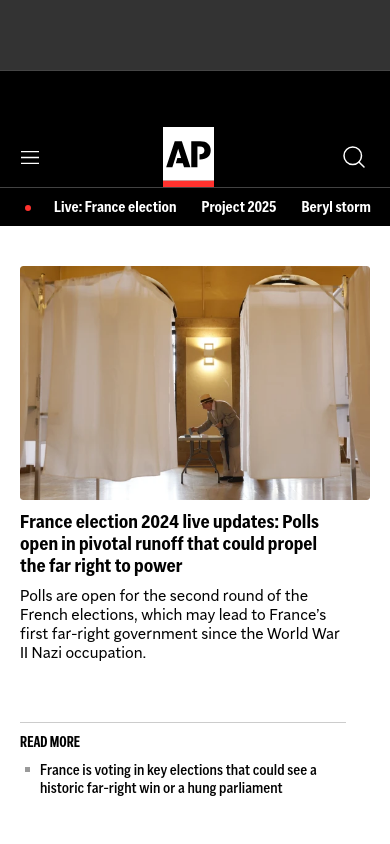 AP
Live: France election Project 2025 Beryl storm
France election 2024 live updates: Polls
open in pivotal runoff that could propel
the far right to power
Polls are open for the second round of the
French elections, which may lead to France’s
first far-right government since the World War
II Nazi occupation.
READ MORE
France is voting in key elections that could see a
historic far-right win or a hung parliament